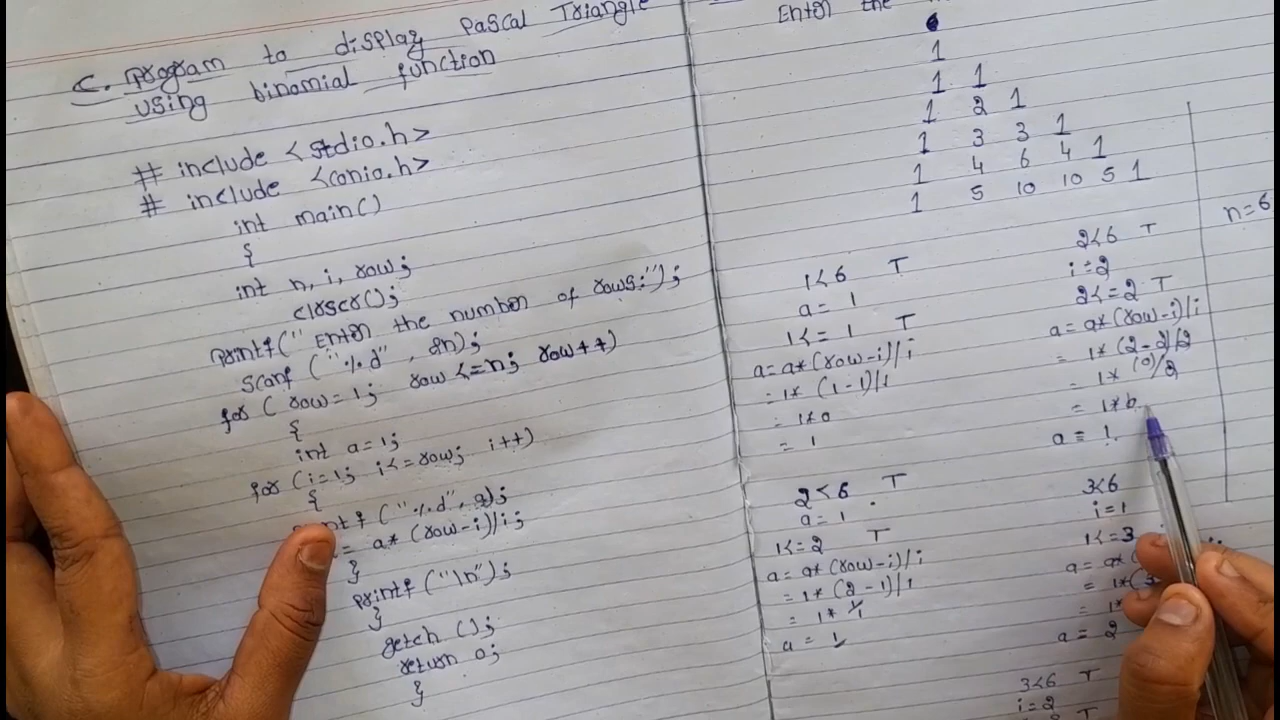 C. program to display Pascal Triangle
using binomial function
# include <stdio.h>
# include <conio.h>
int main()
{
int n, i, row;
clrscr();
printf(" Enter the number of rows:");
scanf ("%d", &n);
for ( row=1; row <=n; row++)
{
int a=1;
for (i=1; i<=row; i++)
{
("%d", a);
= a*(row-i)/i;
}
printf ("\n");
}
getch ();
return 0;
}
Enter the
6
1
1 1
1 2 1
1 3 3 1
1 4 6 4 1
1 5 10 10 5 1
1<6 T
a= 1
1<= 1 T
a=a*(row-i)/i
=1* (1-1)/1
= 1*0
= 1
2<6 T
a=1
1<=2 T
a=a*(row-i)/i
=1*(2-1)/1
= 1* 1/1
a = 1
2<6 T
i=2
2<=2 T
a=a*(row-i)/i
= 1*(2-2)/2
= 1*(0)/2
= 1*0
a = 1.
3<6
i=1
1<=3
a= a*(
= 1*(3
= 1*
a = 2
3<6 T
i=2
n=6